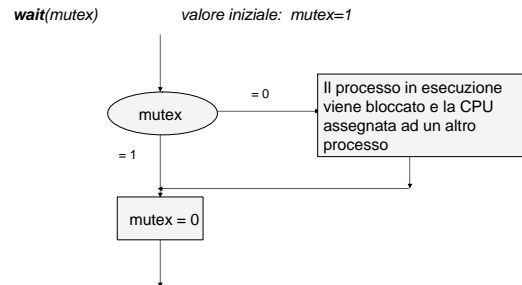 wait(mutex) valore iniziale: mutex=1
mutex
= 0
Il processo in esecuzione
viene bloccato e la CPU
assegnata ad un altro
processo
= 1
mutex = 0